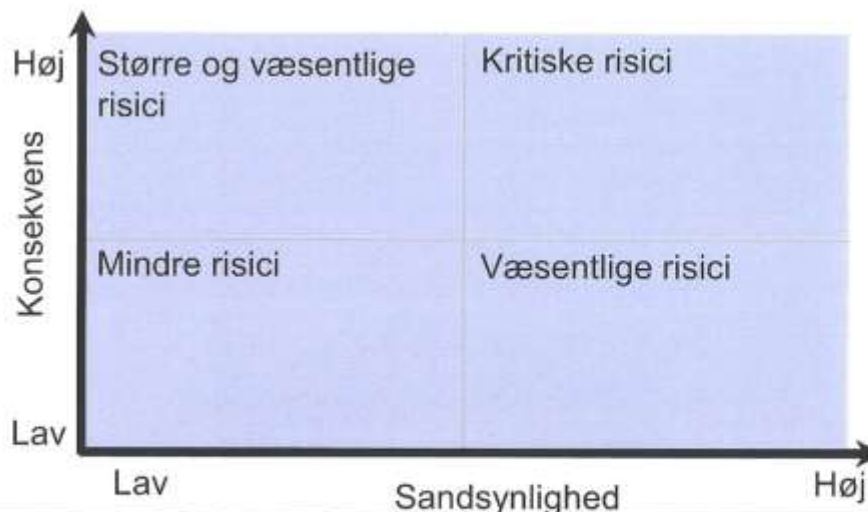 Høj
Større og væsentlige
risici
Kritiske risici
Konsekvens
Mindre risici
Væsentlige risici
Lav
Lav
Sandsynlighed
Høj